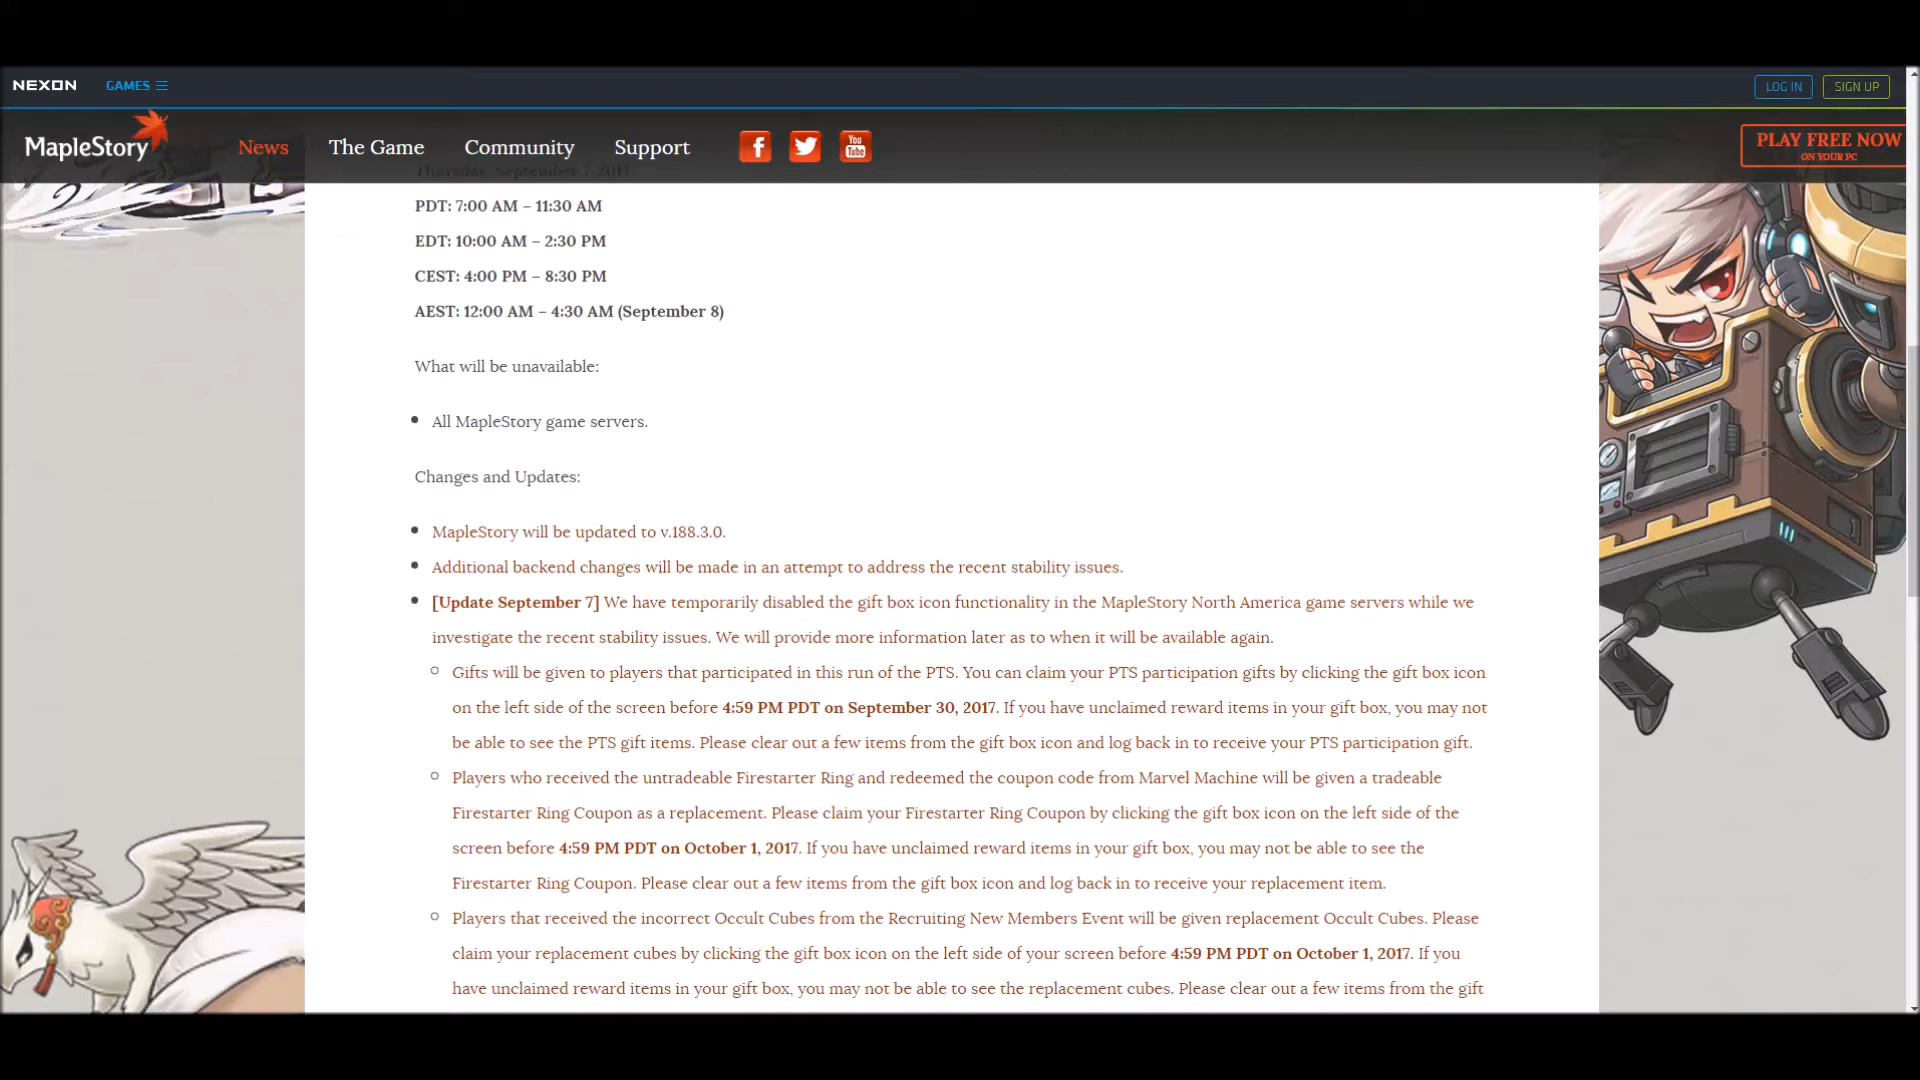 NEXON
GAMES
LOG IN
SIGN UP
MapleStory
News
The Game
Community
Support
You
Tube
PLAY FREE NOW
ON YOUR PC
Thursday, September 7, 2017
PDT: 7:00 AM – 11:30 AM
EDT: 10:00 AM – 2:30 PM
CEST: 4:00 PM – 8:30 PM
AEST: 12:00 AM – 4:30 AM (September 8)
What will be unavailable:
All MapleStory game servers.
Changes and Updates:
MapleStory will be updated to v.188.3.0.
Additional backend changes will be made in an attempt to address the recent stability issues.
[Update September 7] We have temporarily disabled the gift box icon functionality in the MapleStory North America game servers while we
investigate the recent stability issues. We will provide more information later as to when it will be available again.
Gifts will be given to players that participated in this run of the PTS. You can claim your PTS participation gifts by clicking the gift box icon
on the left side of the screen before 4:59 PM PDT on September 30, 2017. If you have unclaimed reward items in your gift box, you may not
be able to see the PTS gift items. Please clear out a few items from the gift box icon and log back in to receive your PTS participation gift.
Players who received the untradeable Firestarter Ring and redeemed the coupon code from Marvel Machine will be given a tradeable
Firestarter Ring Coupon as a replacement. Please claim your Firestarter Ring Coupon by clicking the gift box icon on the left side of the
screen before 4:59 PM PDT on October 1, 2017. If you have unclaimed reward items in your gift box, you may not be able to see the
Firestarter Ring Coupon. Please clear out a few items from the gift box icon and log back in to receive your replacement item.
Players that received the incorrect Occult Cubes from the Recruiting New Members Event will be given replacement Occult Cubes. Please
claim your replacement cubes by clicking the gift box icon on the left side of your screen before 4:59 PM PDT on October 1, 2017. If you
have unclaimed reward items in your gift box, you may not be able to see the replacement cubes. Please clear out a few items from the gift